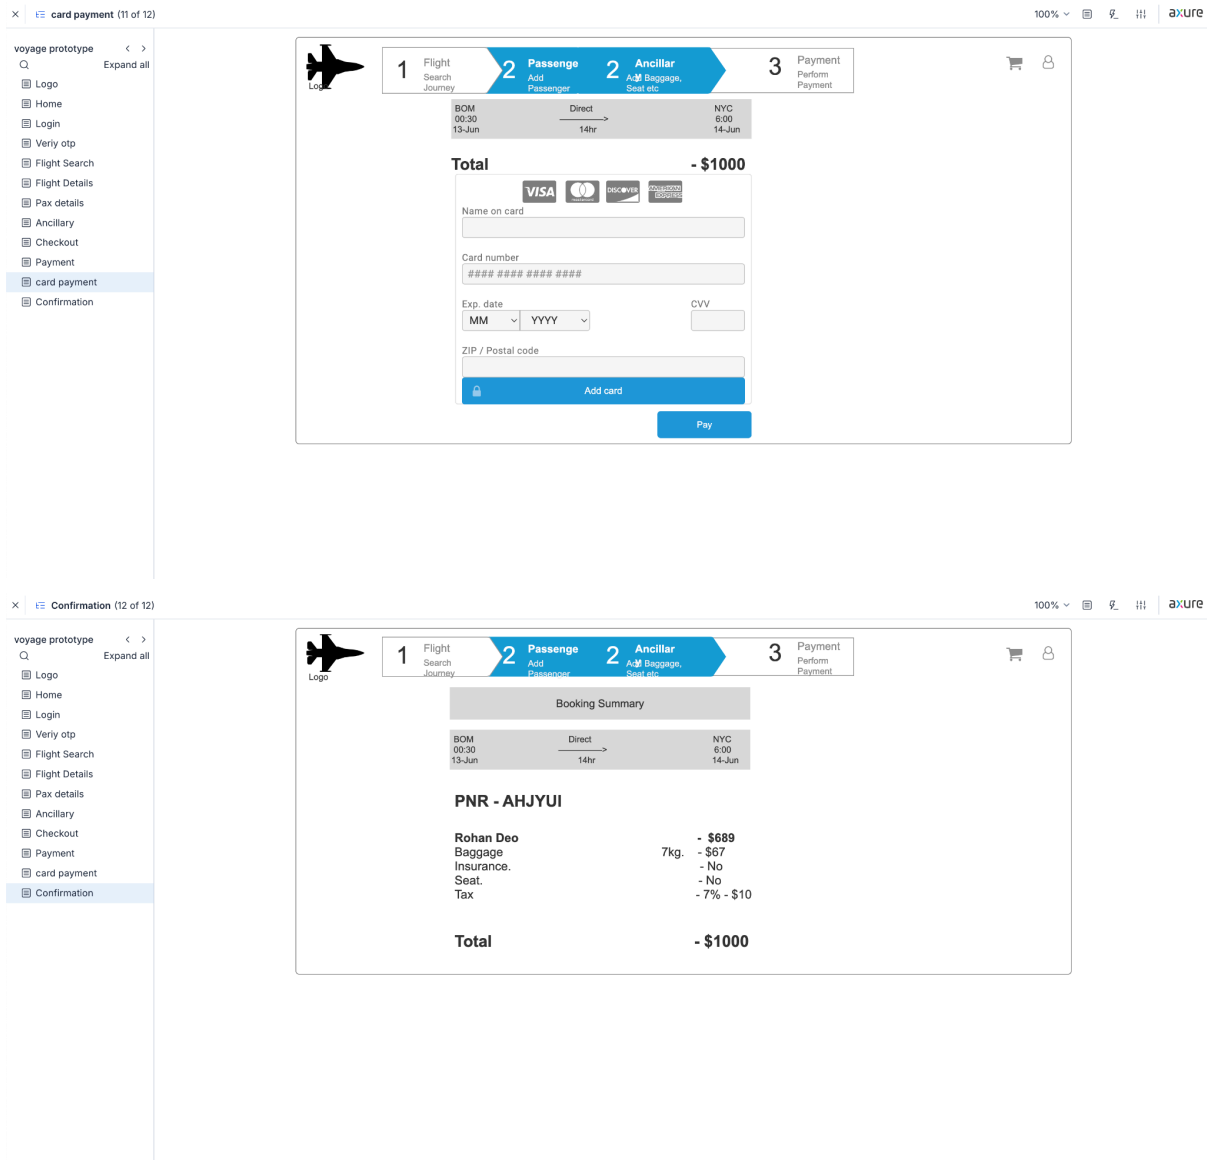 card payment (11 of 12)
100%
axure
voyage prototype
Expand all
Logo
Home
Login
Veriy otp
Flight Search
Flight Details
Pax details
Ancillary
Checkout
Payment
card payment
Confirmation
Logo
1 Flight
Search
Journey
2 Passenge
Add
Passenger
2 Ancillar
y
Add Baggage,
Seat etc
3 Payment
Perform
Payment
BOM Direct NYC
00:30 -----------> 6:00
13-Jun 14hr 14-Jun
Total - $1000
VISA mastercard DISCOVER AMERICAN EXPRESS
Name on card
Card number
#### #### #### ####
Exp. date CVV
MM YYYY
ZIP / Postal code
Add card
Pay
Confirmation (12 of 12)
100%
axure
voyage prototype
Expand all
Logo
Home
Login
Veriy otp
Flight Search
Flight Details
Pax details
Ancillary
Checkout
Payment
card payment
Confirmation
Logo
1 Flight
Search
Journey
2 Passenge
Add
Passenger
2 Ancillar
y
Add Baggage,
Seat etc
3 Payment
Perform
Payment
Booking Summary
BOM Direct NYC
00:30 -----------> 6:00
13-Jun 14hr 14-Jun
PNR - AHJYUI
Rohan Deo - $689
Baggage 7kg. - $67
Insurance. - No
Seat. - No
Tax - 7% - $10
Total - $1000